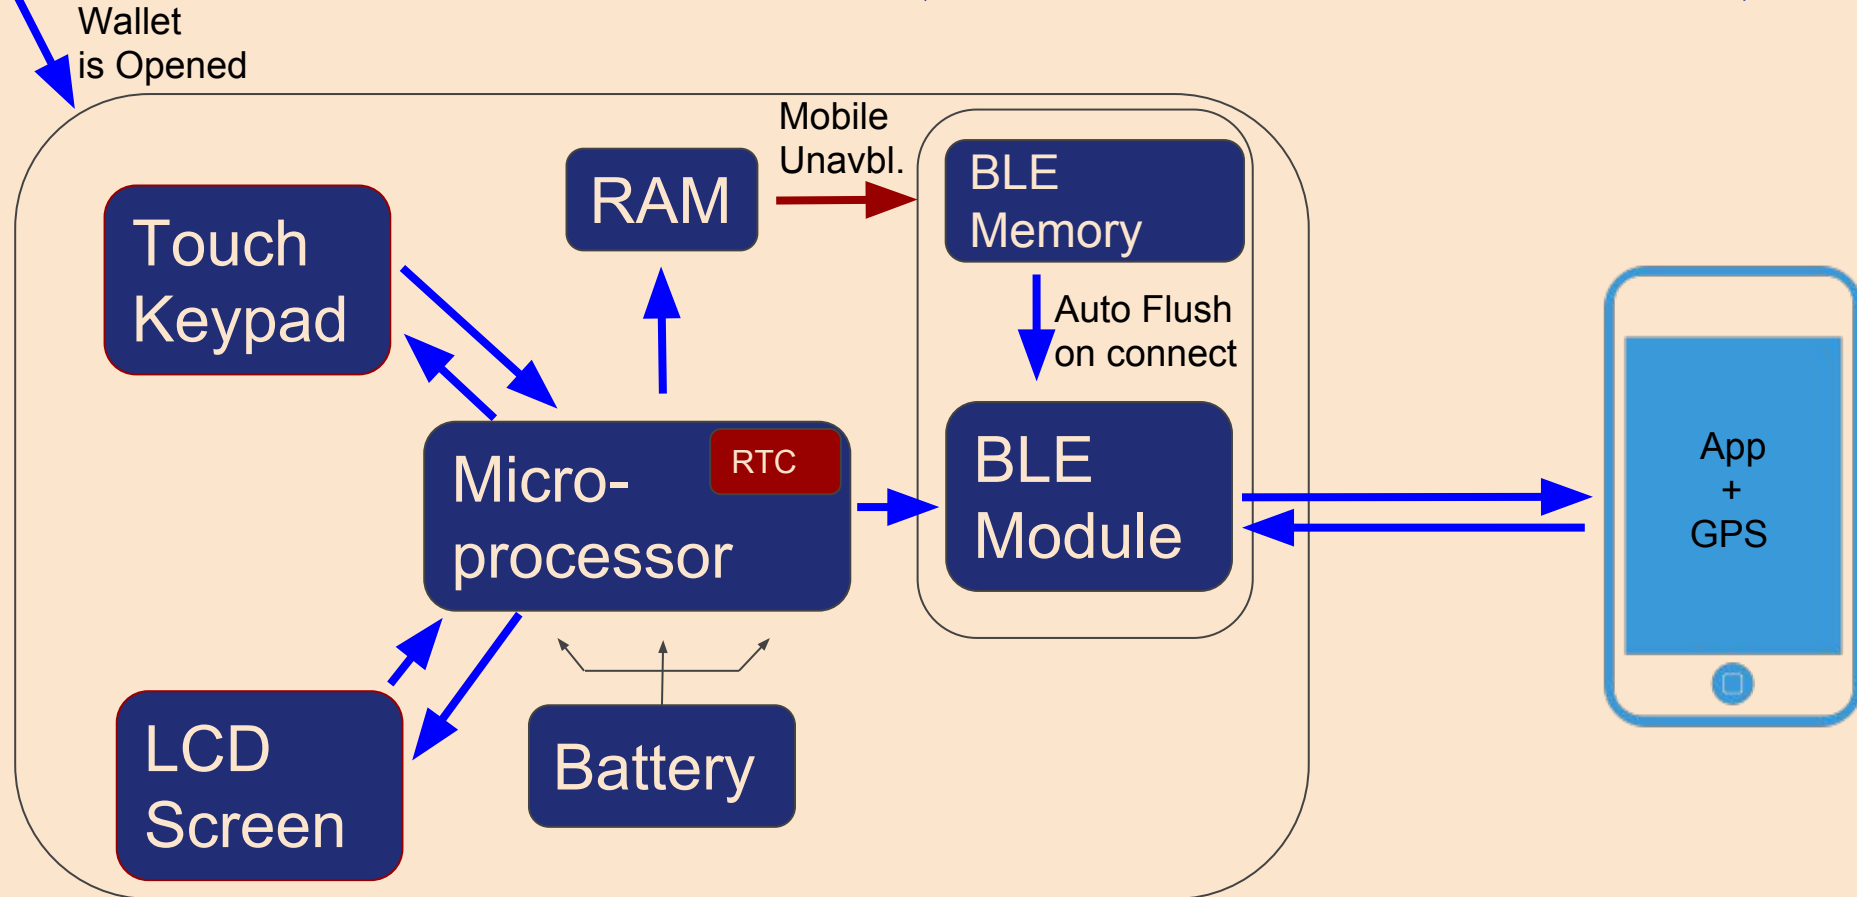 Wallet
is Opened
Mobile
Unavbl.
RAM
BLE
Memory
Touch
Keypad
Auto Flush
on connect
Micro-
processor
RTC
BLE
Module
App
+
GPS
LCD
Screen
Battery